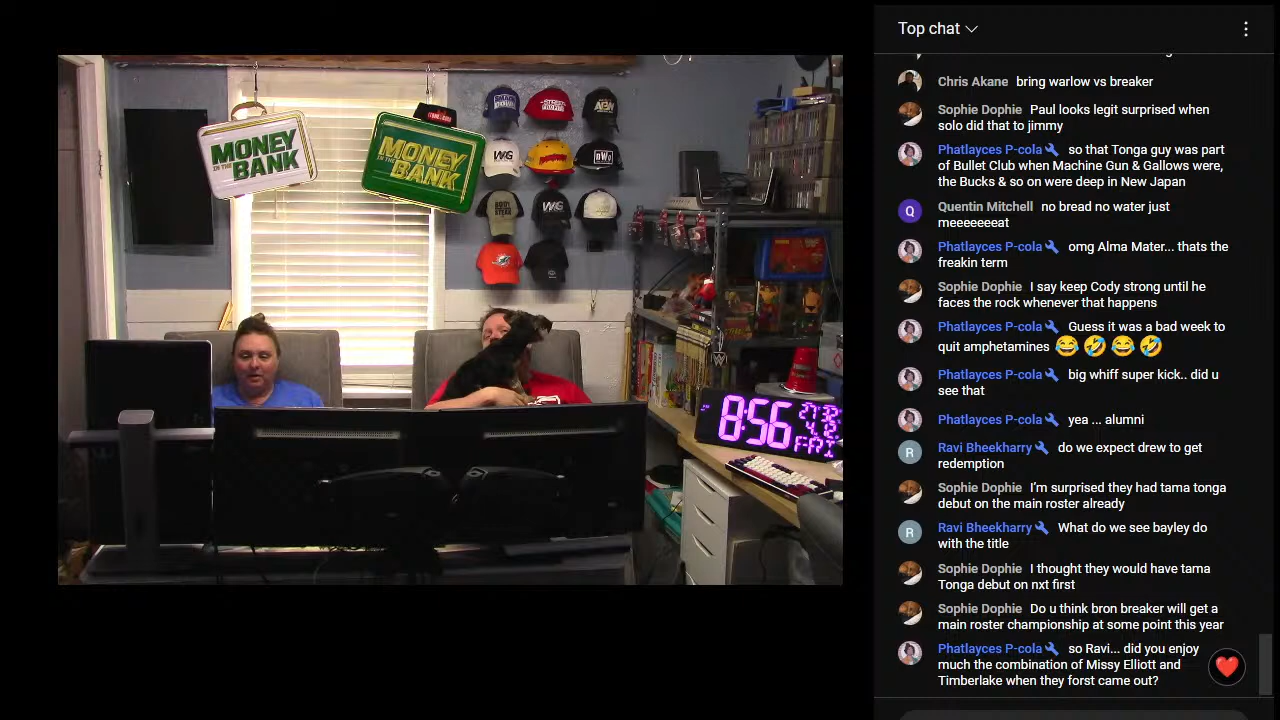 Top chat
Chris Akane bring warlow vs breaker
Sophie Dophie Paul looks legit surprised when
solo did that to jimmy
Phatlayces P-cola so that Tonga guy was part
of Bullet Club when Machine Gun & Gallows were,
the Bucks & so on were deep in New Japan
Q
Quentin Mitchell no bread no water just
meeeeeeat
Phatlayces P-cola omg Alma Mater... thats the
freakin term
Sophie Dophie I say keep Cody strong until he
faces the rock whenever that happens
Phatlayces P-cola Guess it was a bad week to
quit amphetamines 😂🤣😂🤣
Phatlayces P-cola big whiff super kick.. did u
see that
Phatlayces P-cola yea ... alumni
R
Ravi Bheekharry do we expect drew to get
redemption
Sophie Dophie I'm surprised they had tama tonga
debut on the main roster already
R
Ravi Bheekharry What do we see bayley do
with the title
Sophie Dophie I thought they would have tama
Tonga debut on nxt first
Sophie Dophie Do u think bron breaker will get a
main roster championship at some point this year
Phatlayces P-cola so Ravi... did you enjoy
much the combination of Missy Elliott and
Timberlake when they forst came out?
MONEY
IN THE BANK
MONEY
IN THE BANK
WG
nWo
WG
W
8:56
FRI